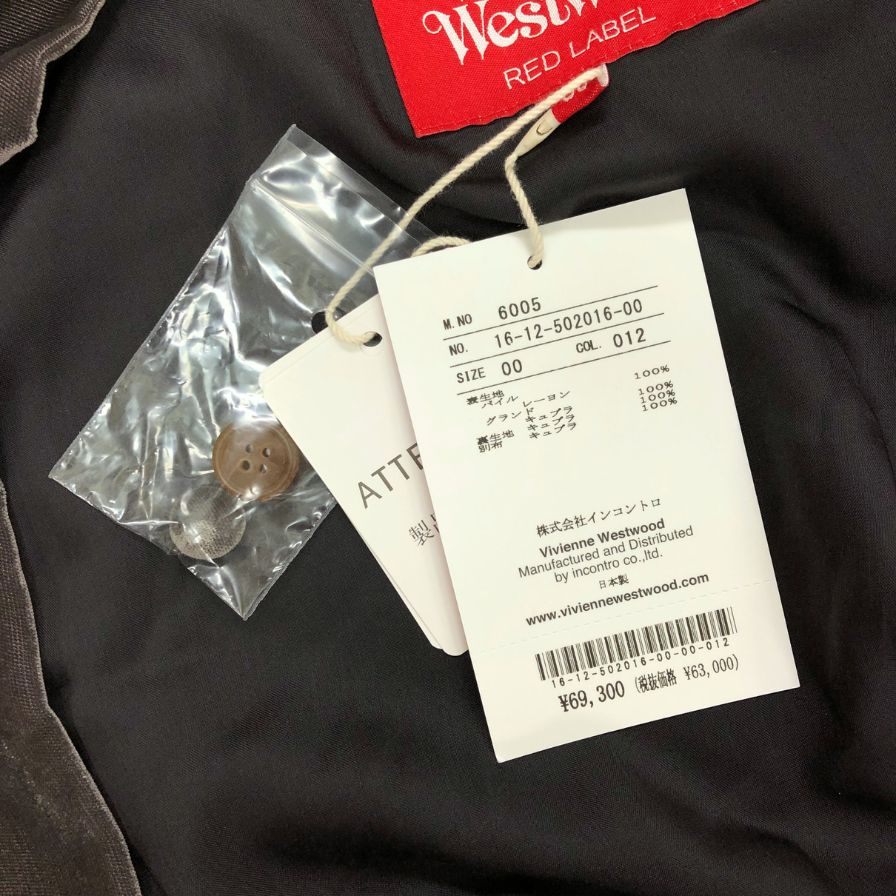 Westw
RED LABEL
M.NO 6005
NO. 16-12-502016-00
SIZE 00 COL. 012
表生地
パイル レーヨン 100%
グランド キュプラ 100%
裏生地 キュプラ 100%
別布 キュプラ 100%
株式会社インコントロ
Vivienne Westwood
Manufactured and Distributed
by incontro co.,ltd.
日本製
www.viviennewestwood.com
16-12-502016-00-00-012
¥69,300 (税抜価格 ¥63,000)
ATTE
製品